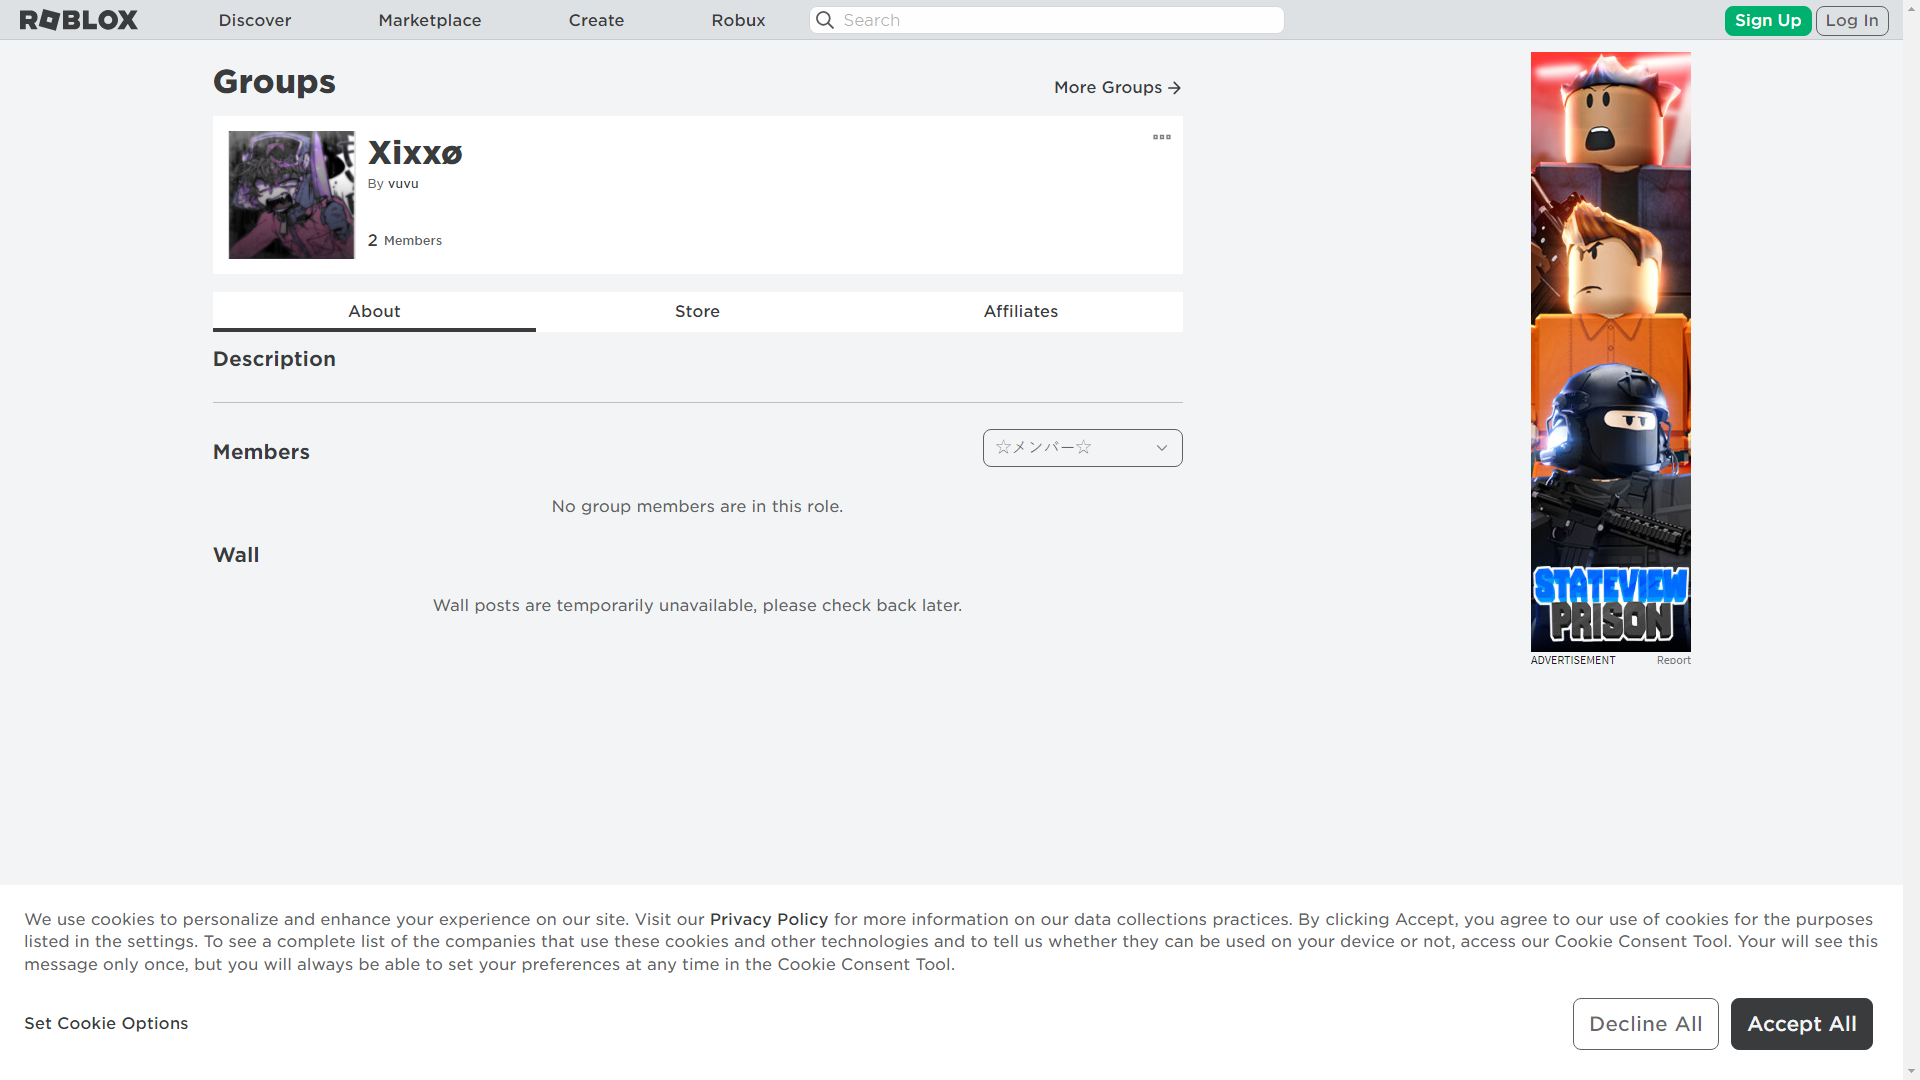 ROBLOX
Discover
Marketplace
Create
Robux
Search
Sign Up
Log In
Groups
More Groups
Xixxø
By vuvu
2 Members
About
Store
Affiliates
Description
Members
☆メンバー☆
No group members are in this role.
Wall
Wall posts are temporarily unavailable, please check back later.
STATEVIEW
PRISON
ADVERTISEMENT
Report
We use cookies to personalize and enhance your experience on our site. Visit our Privacy Policy for more information on our data collections practices. By clicking Accept, you agree to our use of cookies for the purposes
listed in the settings. To see a complete list of the companies that use these cookies and other technologies and to tell us whether they can be used on your device or not, access our Cookie Consent Tool. Your will see this
message only once, but you will always be able to set your preferences at any time in the Cookie Consent Tool.
Set Cookie Options
Decline All
Accept All